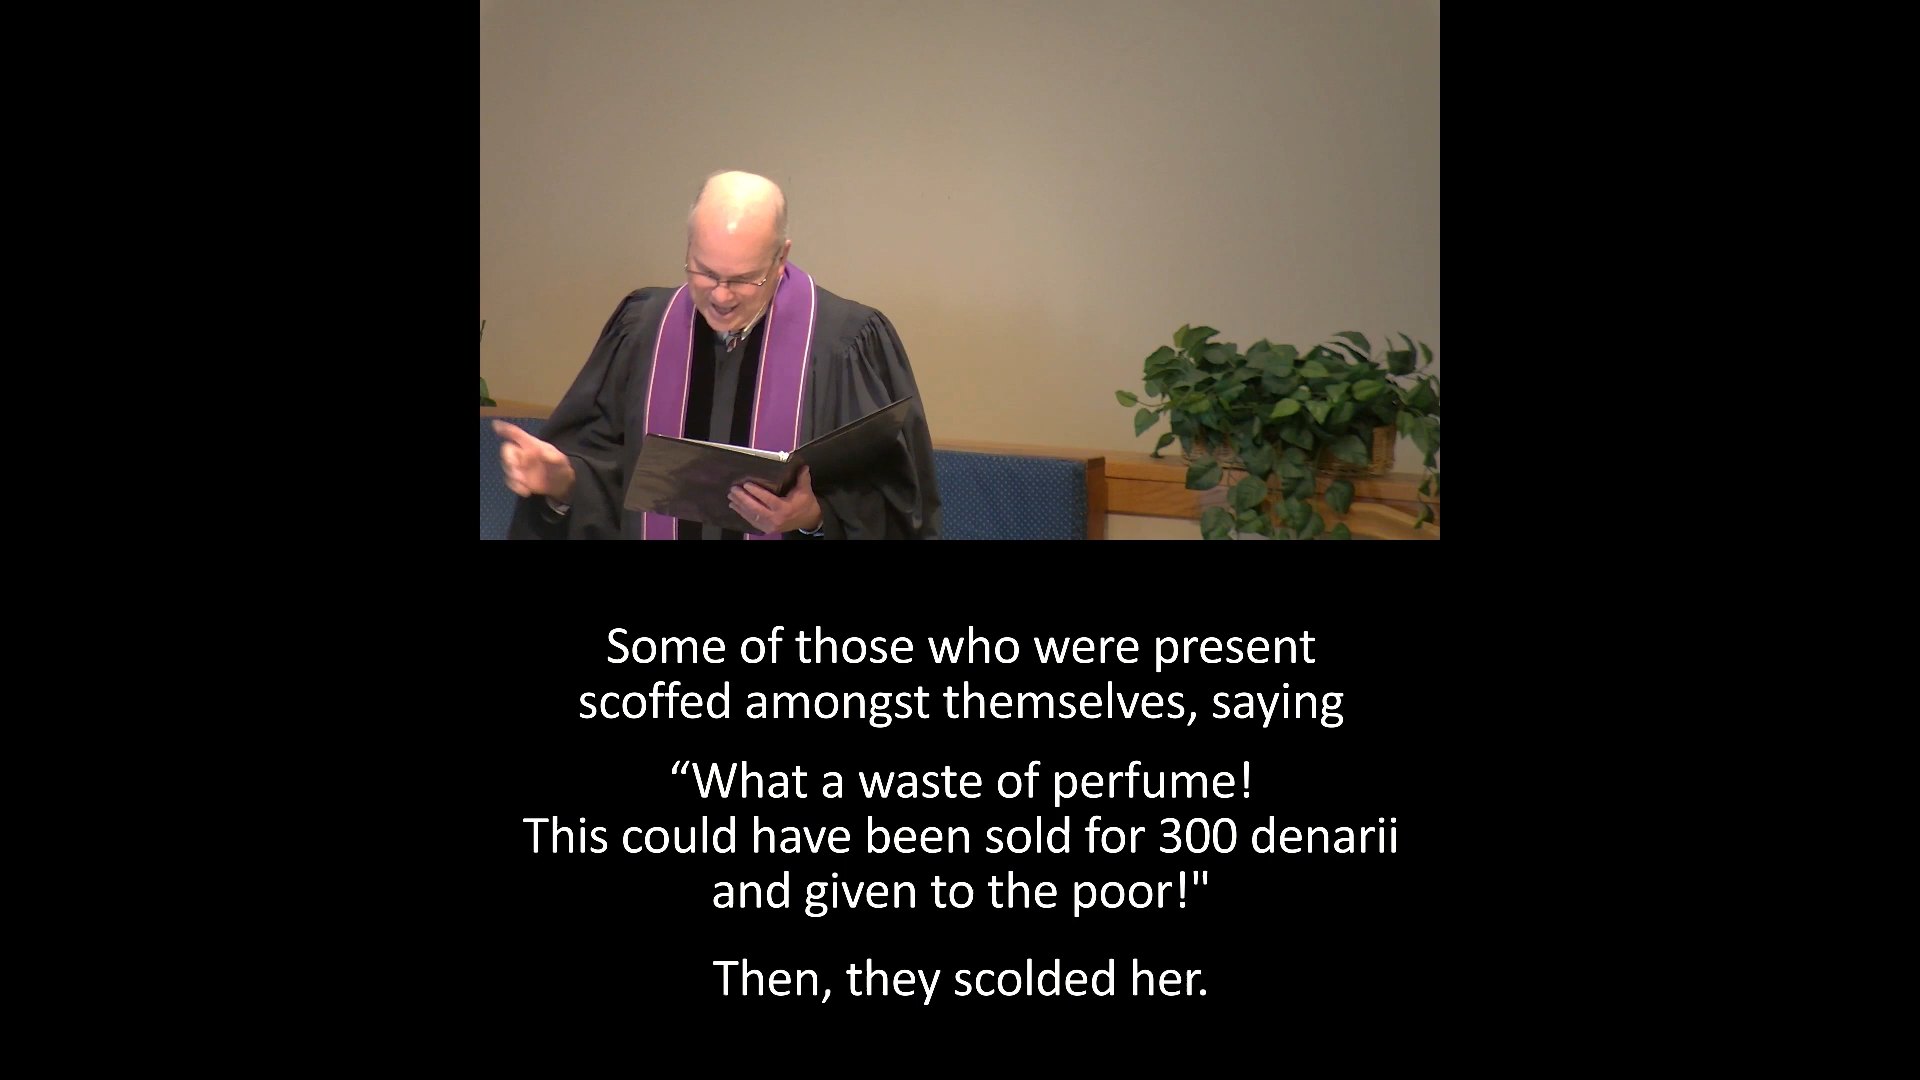 Some of those who were present
scoffed amongst themselves, saying
“What a waste of perfume!
This could have been sold for 300 denarii
and given to the poor!"
Then, they scolded her.